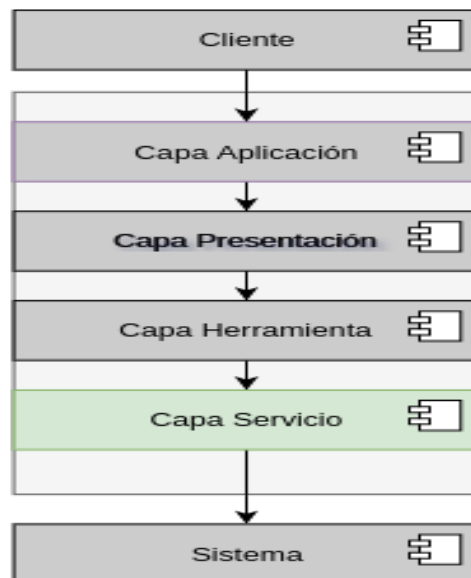 Cliente
Capa Aplicación
Capa Presentación
Capa Herramienta
Capa Servicio
Sistema